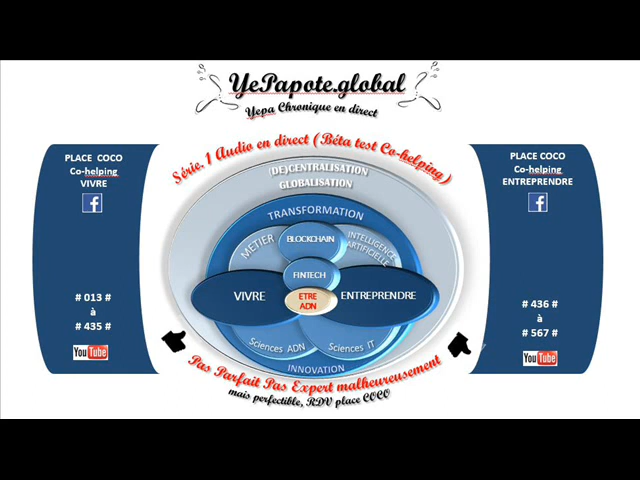 YePapote.global
Yepa Chronique en direct
Série, 1 Audio en direct (Béta test Co-helping)
(DE)CENTRALISATION
GLOBALISATION
TRANSFORMATION
METIER
BLOCKCHAIN
INTELLIGENCE
ARTIFICIELLE
FINTECH
VIVRE
ETRE
ADN
ENTREPRENDRE
Sciences ADN
Sciences IT
INNOVATION
Pas Parfait Pas Expert malheureusement
mais perfectible, RDV place COCO
PLACE COCO
Co-helping
VIVRE
f
# 013 #
à
# 435 #
YouTube
PLACE COCO
Co-helping
ENTREPRENDRE
f
# 436 #
à
# 567 #
YouTube